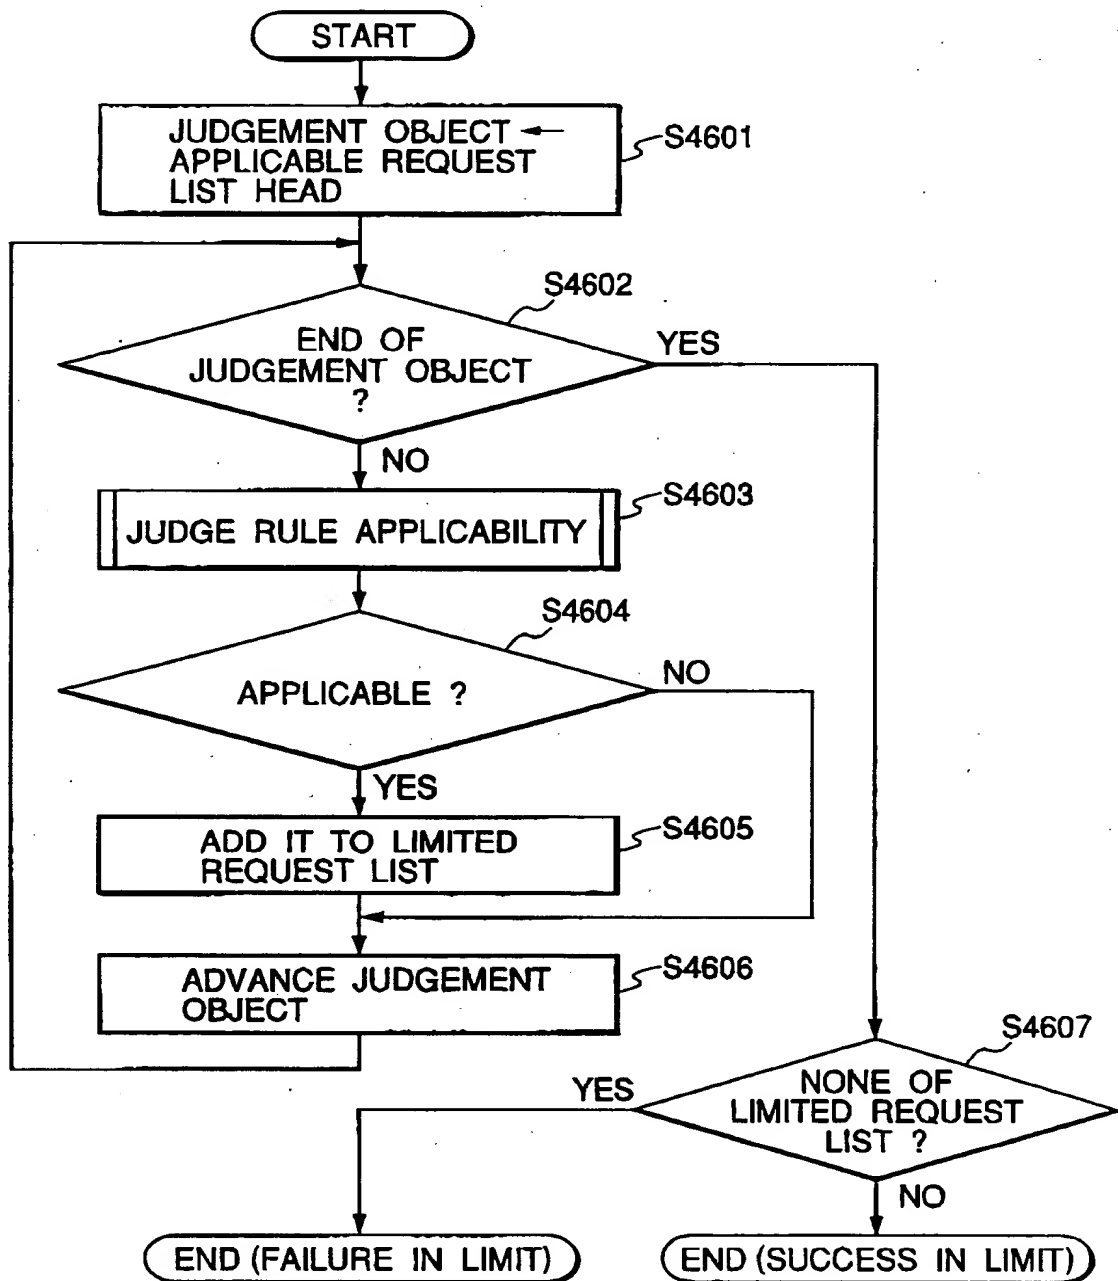 START
JUDGEMENT OBJECT ←
APPLICABLE REQUEST
LIST HEAD
S4601
S4602
END OF
JUDGEMENT OBJECT
?
YES
NO
S4603
JUDGE RULE APPLICABILITY
S4604
APPLICABLE ?
NO
YES
S4605
ADD IT TO LIMITED
REQUEST LIST
S4606
ADVANCE JUDGEMENT
OBJECT
S4607
NONE OF
LIMITED REQUEST
LIST ?
YES
NO
END (FAILURE IN LIMIT)
END (SUCCESS IN LIMIT)